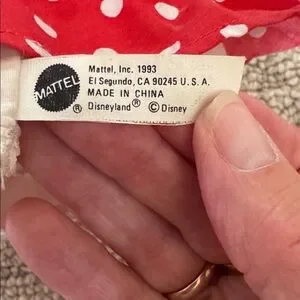 MATTEL
Mattel, Inc. 1993
El Segundo, CA 90245 U.S.A.
MADE IN CHINA
® Disneyland® © Disney